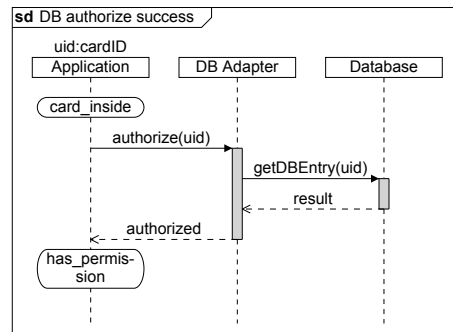 sd DB authorize success
uid:cardID
Application
DB Adapter
Database
card_inside
authorize(uid)
getDBEntry(uid)
result
authorized
has_permis-
sion